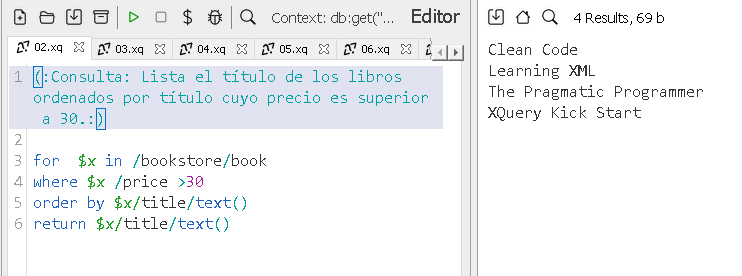 Context: db:get("... Editor
02.xq 03.xq 04.xq 05.xq 06.xq
1 (:Consulta: Lista el título de los libros
ordenados por título cuyo precio es superior
a 30.:)
2
3 for $x in /bookstore/book
4 where $x /price >30
5 order by $x/title/text()
6 return $x/title/text()
4 Results, 69 b
Clean Code
Learning XML
The Pragmatic Programmer
XQuery Kick Start